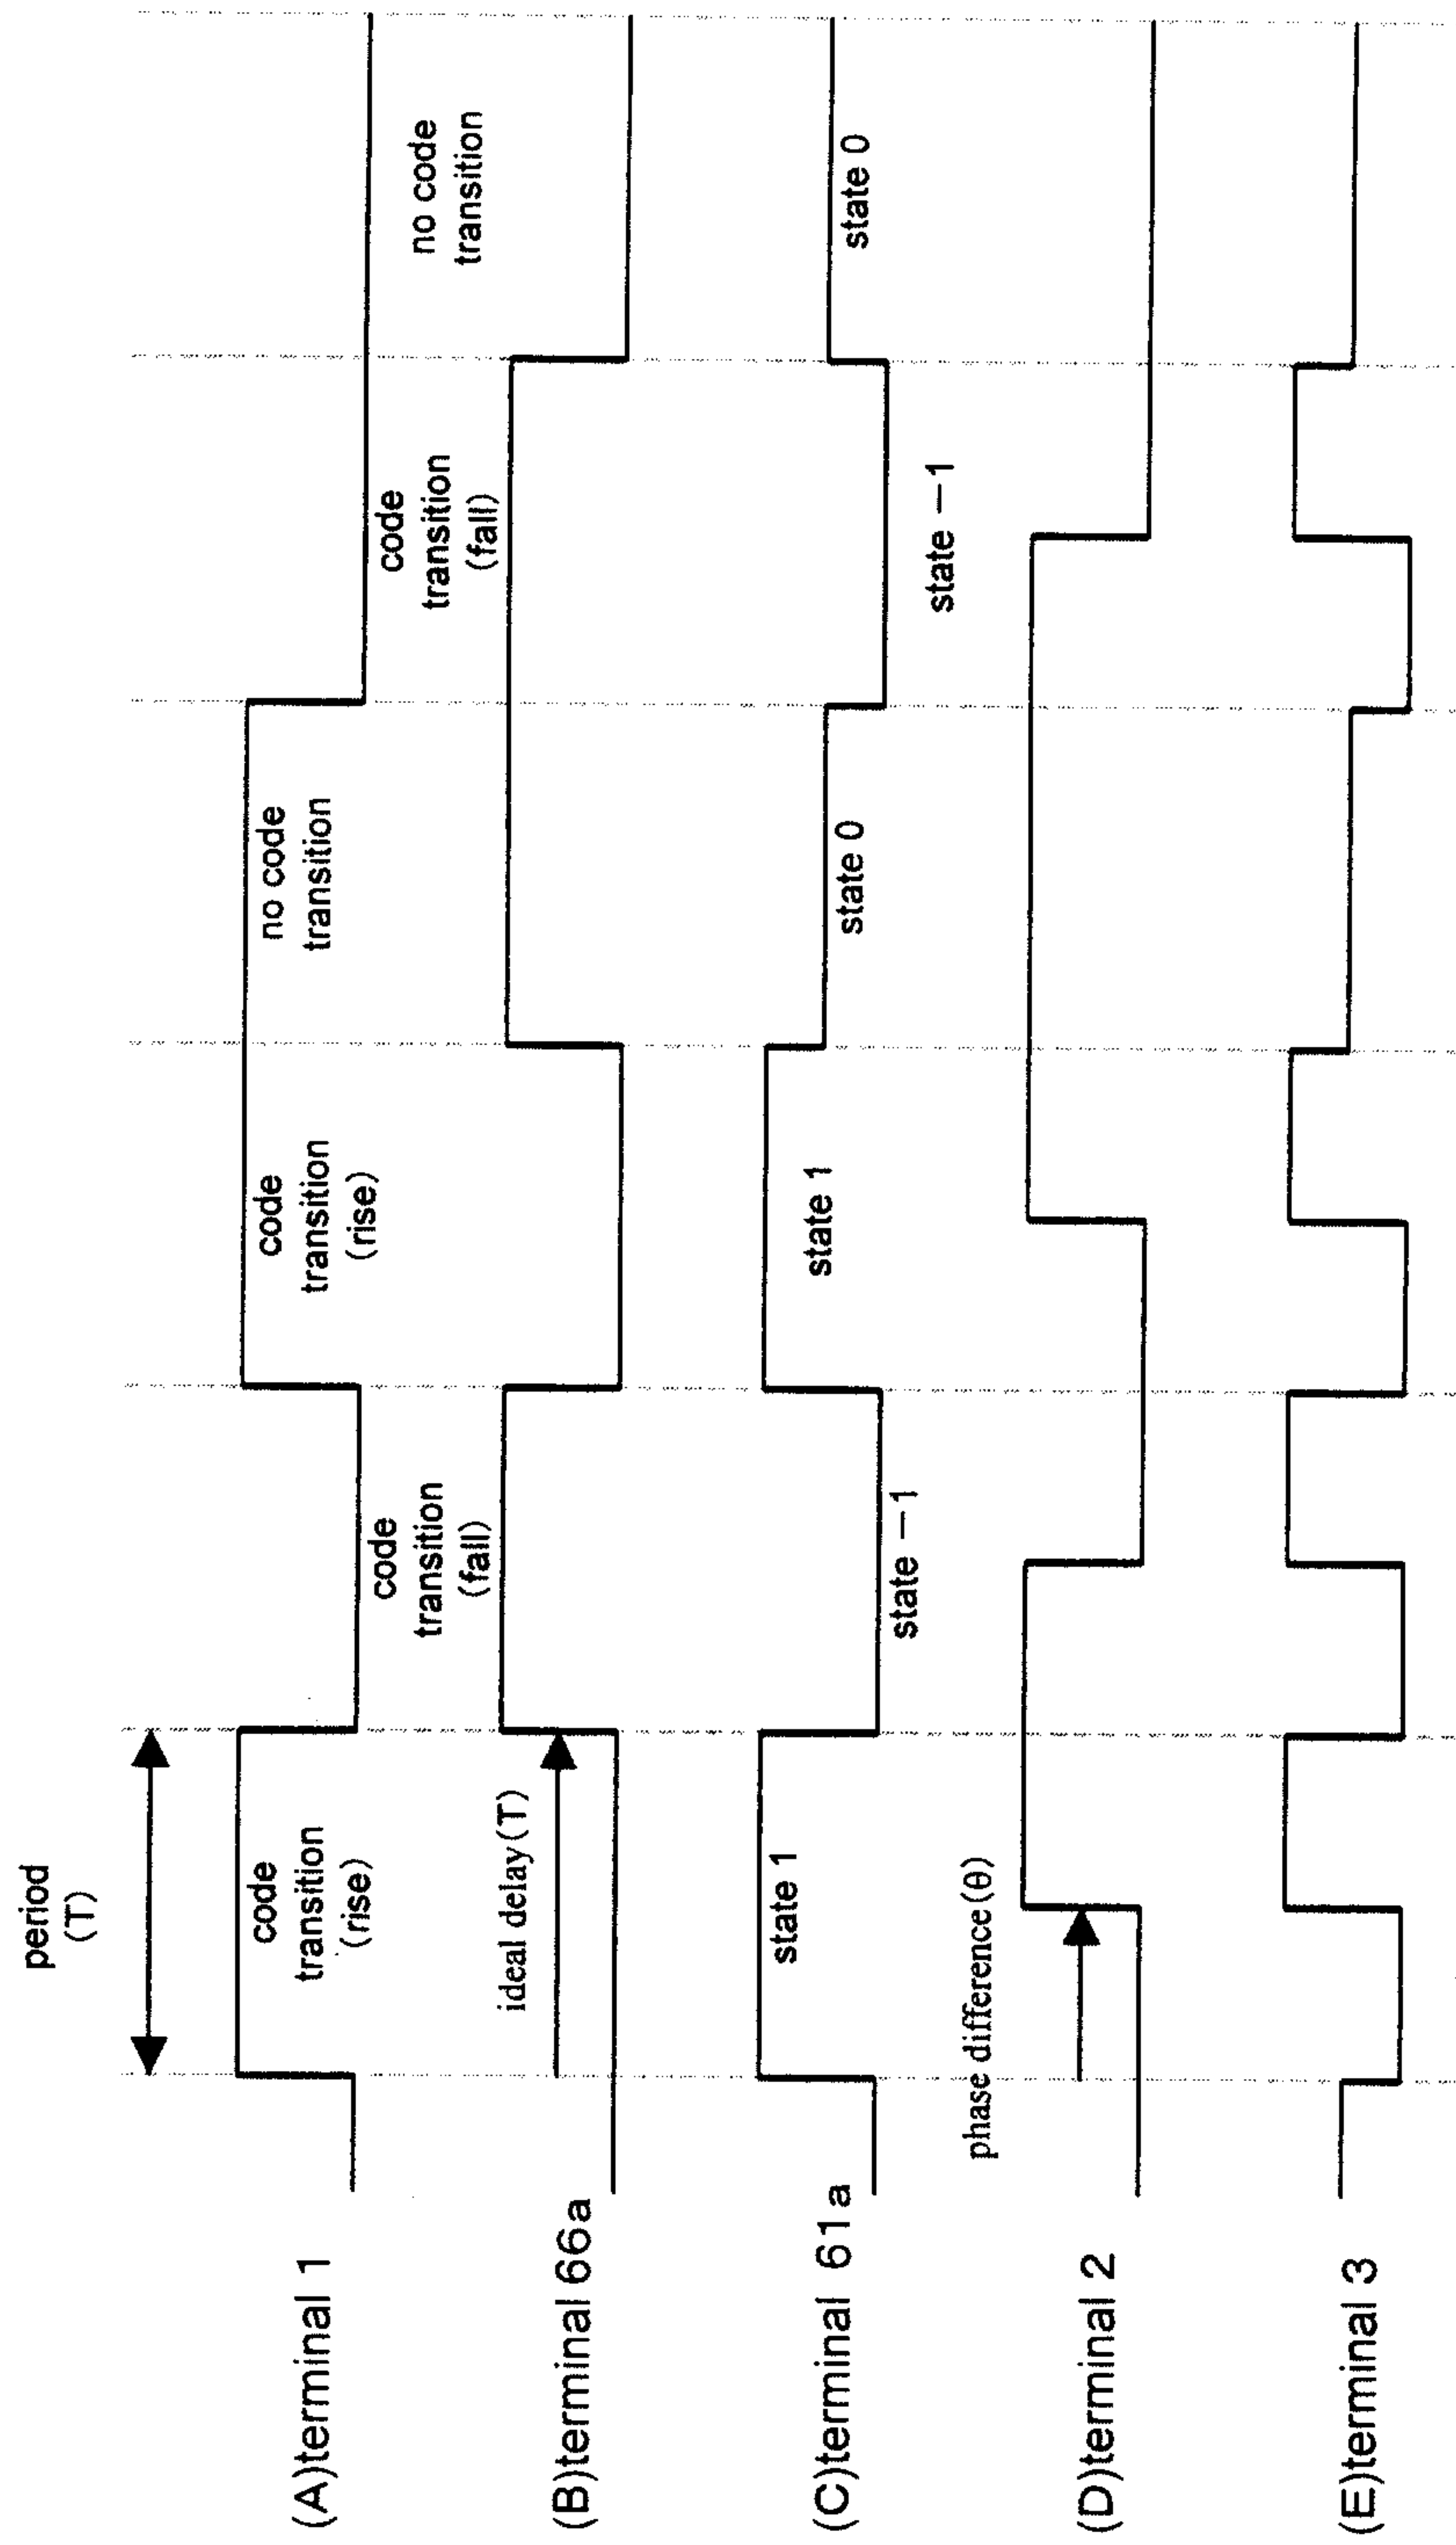 period
(T)
(A)terminal 1
code
transition
(rise)
code
transition
(fall)
code
transition
(rise)
no code
transition
code
transition
(fall)
no code
transition
(B)terminal 66a
ideal delay(T)
(C)terminal 61a
state 1
state −1
state 1
state 0
state −1
state 0
(D)terminal 2
phase difference(θ)
(E)terminal 3